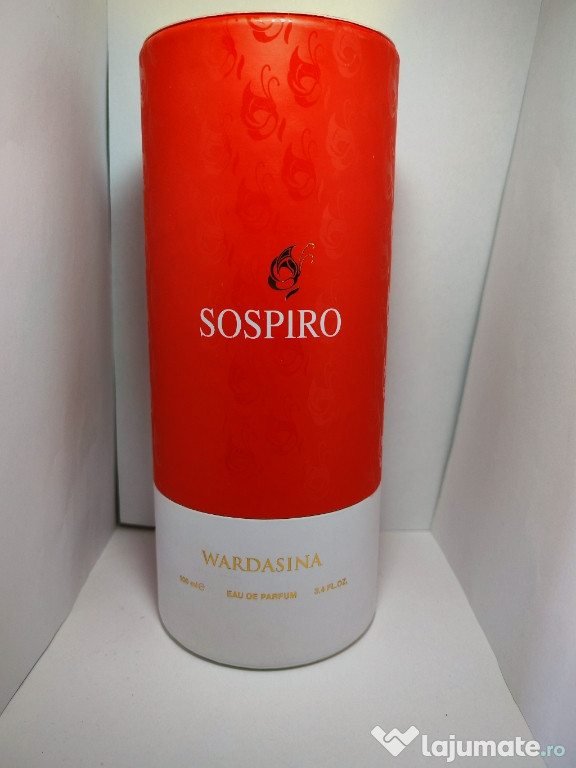 SOSPIRO
WARDASINA
100 ml℮ EAU DE PARFUM 3.4 FL.OZ.
lajumate.ro